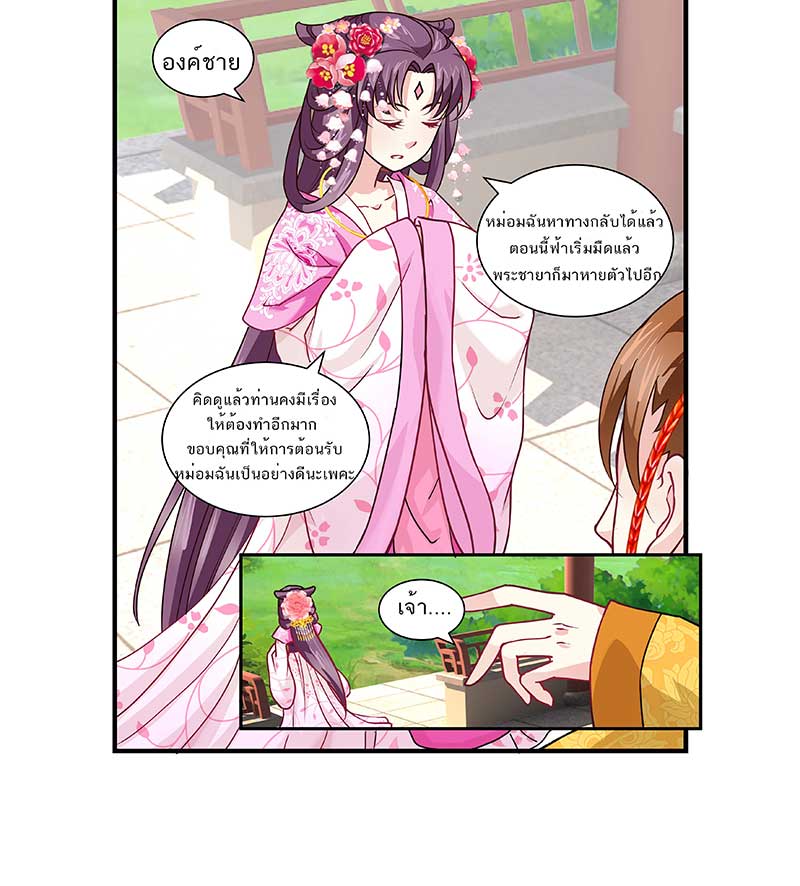 องค์ชาย
หม่อมฉันหาทางกลับได้แล้ว
ตอนนี้ฟ้าเริ่มมืดแล้ว
พระชายาก็มาหายตัวไปอีก
คิดดูแล้วท่านคงมีเรื่อง
ให้ต้องทำอีกมาก
ขอบคุณที่ให้การต้อนรับ
หม่อมฉันเป็นอย่างดีนะเพคะ
เจ้า....